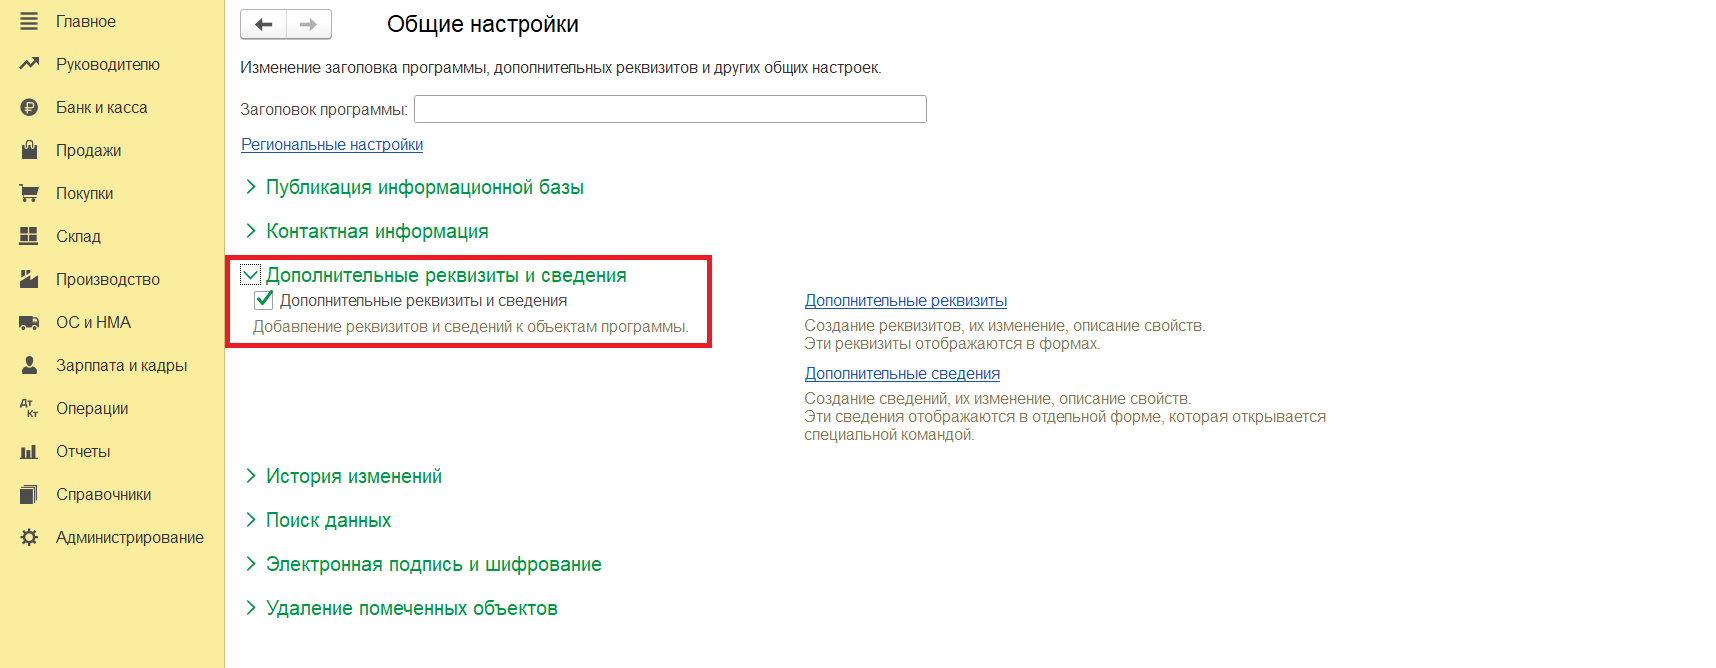 Главное
Руководителю
Банк и касса
Продажи
Покупки
Склад
Производство
ОС и НМА
Зарплата и кадры
Дт Кт Операции
Отчеты
Справочники
Администрирование
Общие настройки
Изменение заголовка программы, дополнительных реквизитов и других общих настроек.
Заголовок программы:
Региональные настройки
Публикация информационной базы
Контактная информация
Дополнительные реквизиты и сведения
Дополнительные реквизиты и сведения
Добавление реквизитов и сведений к объектам программы.
Дополнительные реквизиты
Создание реквизитов, их изменение, описание свойств.
Эти реквизиты отображаются в формах.
Дополнительные сведения
Создание сведений, их изменение, описание свойств.
Эти сведения отображаются в отдельной форме, которая открывается
специальной командой.
История изменений
Поиск данных
Электронная подпись и шифрование
Удаление помеченных объектов